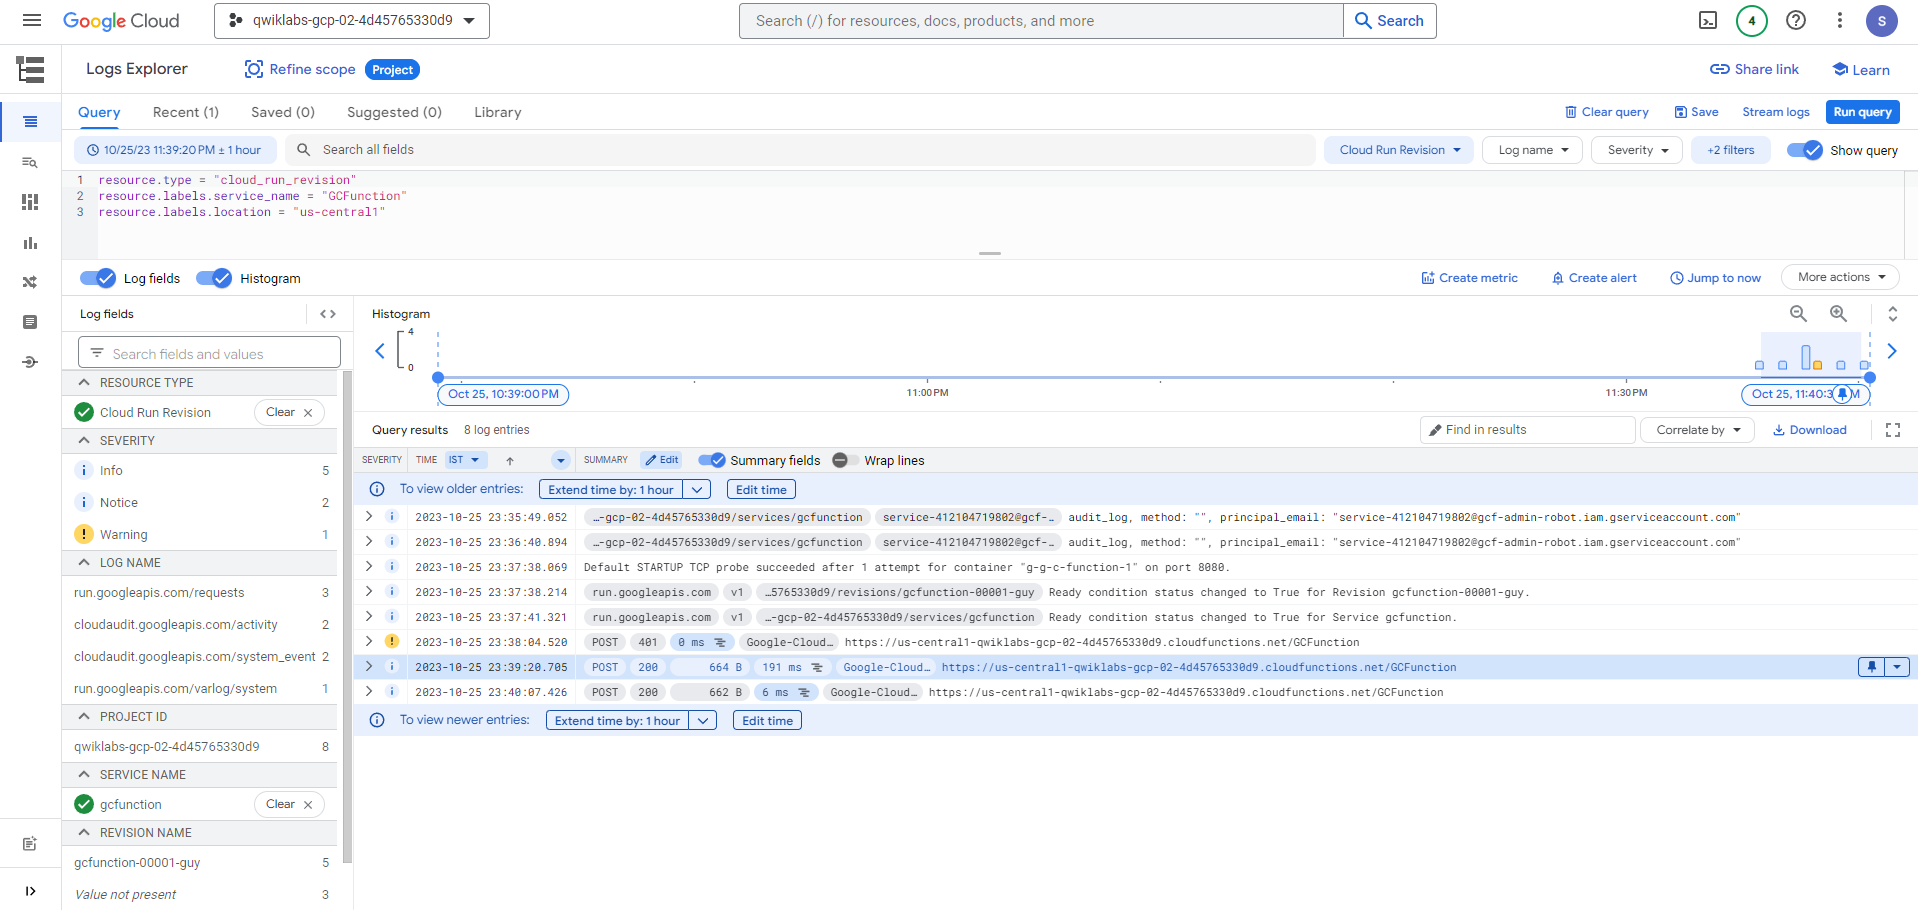 Google Cloud qwiklabs-gcp-02-4d45765330d9 Search (/) for resources, docs, products, and more Search 4 S
Logs Explorer Refine scope Project Share link Learn
Query Recent (1) Saved (0) Suggested (0) Library Clear query Save Stream logs Run query
10/25/23 11:39:20 PM ± 1 hour Search all fields Cloud Run Revision Log name Severity +2 filters Show query
1 resource.type = "cloud_run_revision"
2 resource.labels.service_name = "GCFunction"
3 resource.labels.location = "us-central1"
Log fields Histogram Create metric Create alert Jump to now More actions
Log fields
Search fields and values
RESOURCE TYPE
Cloud Run Revision Clear
SEVERITY
Info 5
Notice 2
Warning 1
LOG NAME
run.googleapis.com/requests 3
cloudaudit.googleapis.com/activity 2
cloudaudit.googleapis.com/system_event 2
run.googleapis.com/varlog/system 1
PROJECT ID
qwiklabs-gcp-02-4d45765330d9 8
SERVICE NAME
gcfunction Clear
REVISION NAME
gcfunction-00001-guy 5
Value not present 3
Histogram
4
0
Oct 25, 10:39:00 PM 11:00 PM 11:30 PM Oct 25, 11:40:3 M
Query results 8 log entries Find in results Correlate by Download
SEVERITY TIME IST SUMMARY Edit Summary fields Wrap lines
To view older entries: Extend time by: 1 hour Edit time
2023-10-25 23:35:49.052 …-gcp-02-4d45765330d9/services/gcfunction service-412104719802@gcf-… audit_log, method: "", principal_email: "service-412104719802@gcf-admin-robot.iam.gserviceaccount.com"
2023-10-25 23:36:40.894 …-gcp-02-4d45765330d9/services/gcfunction service-412104719802@gcf-… audit_log, method: "", principal_email: "service-412104719802@gcf-admin-robot.iam.gserviceaccount.com"
2023-10-25 23:37:38.069 Default STARTUP TCP probe succeeded after 1 attempt for container "g-g-c-function-1" on port 8080.
2023-10-25 23:37:38.214 run.googleapis.com v1 …5765330d9/revisions/gcfunction-00001-guy Ready condition status changed to True for Revision gcfunction-00001-guy.
2023-10-25 23:37:41.321 run.googleapis.com v1 …-gcp-02-4d45765330d9/services/gcfunction Ready condition status changed to True for Service gcfunction.
2023-10-25 23:38:04.520 POST 401 0 ms Google-Cloud… https://us-central1-qwiklabs-gcp-02-4d45765330d9.cloudfunctions.net/GCFunction
2023-10-25 23:39:20.705 POST 200 664 B 191 ms Google-Cloud… https://us-central1-qwiklabs-gcp-02-4d45765330d9.cloudfunctions.net/GCFunction
2023-10-25 23:40:07.426 POST 200 662 B 6 ms Google-Cloud… https://us-central1-qwiklabs-gcp-02-4d45765330d9.cloudfunctions.net/GCFunction
To view newer entries: Extend time by: 1 hour Edit time